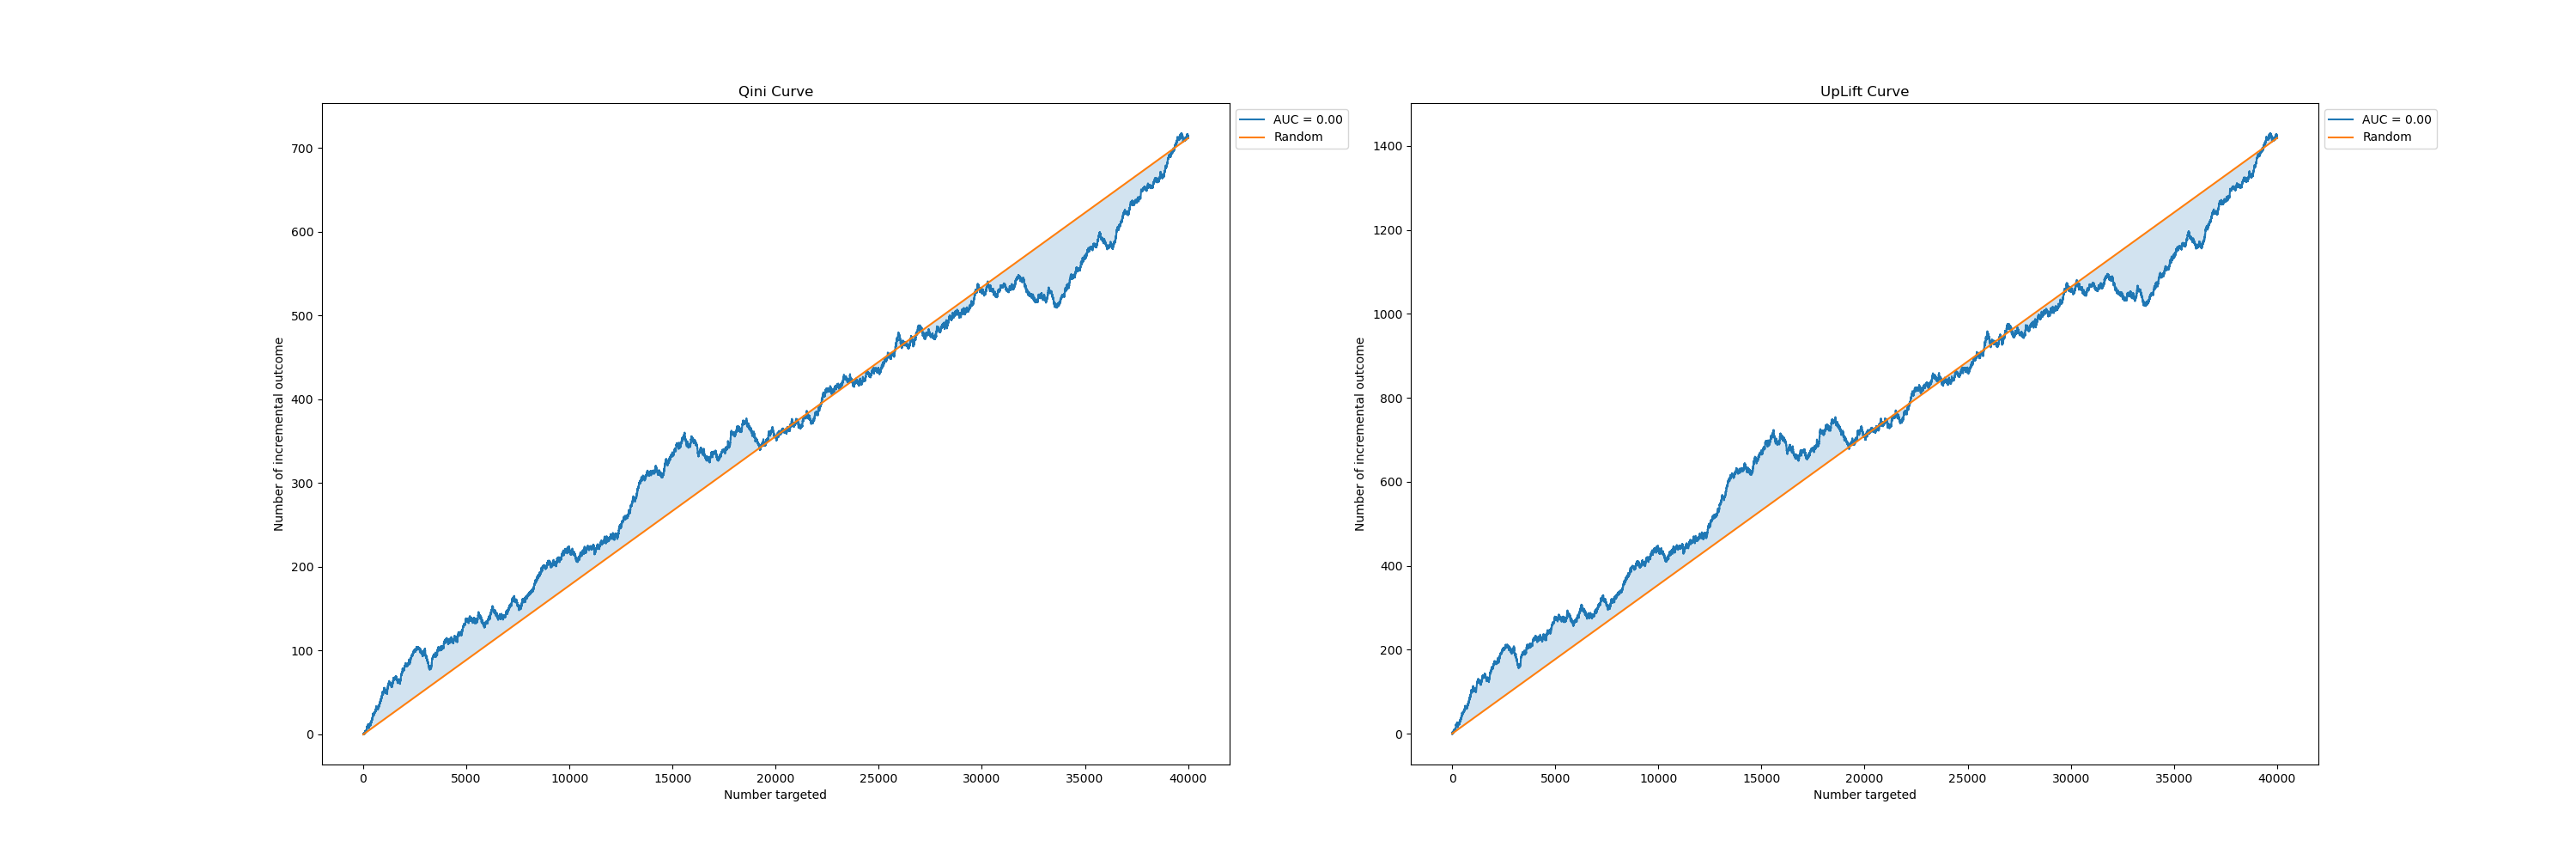 Qini Curve
AUC = 0.00
Random
700
600
500
400
300
200
100
0
Number of incremental outcome
0 5000 10000 15000 20000 25000 30000 35000 40000
Number targeted
UpLift Curve
AUC = 0.00
Random
1400
1200
1000
800
600
400
200
0
Number of incremental outcome
0 5000 10000 15000 20000 25000 30000 35000 40000
Number targeted